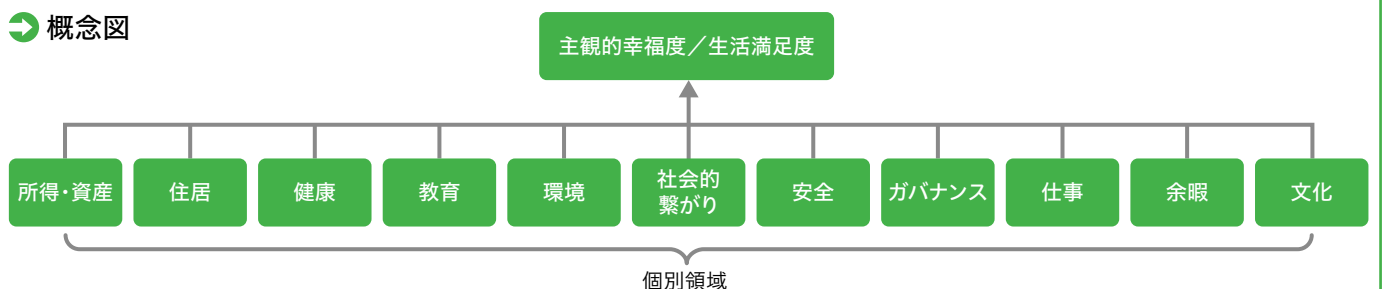 概念図
主観的幸福度／生活満足度
所得・資産
住居
健康
教育
環境
社会的
繋がり
安全
ガバナンス
仕事
余暇
文化
個別領域